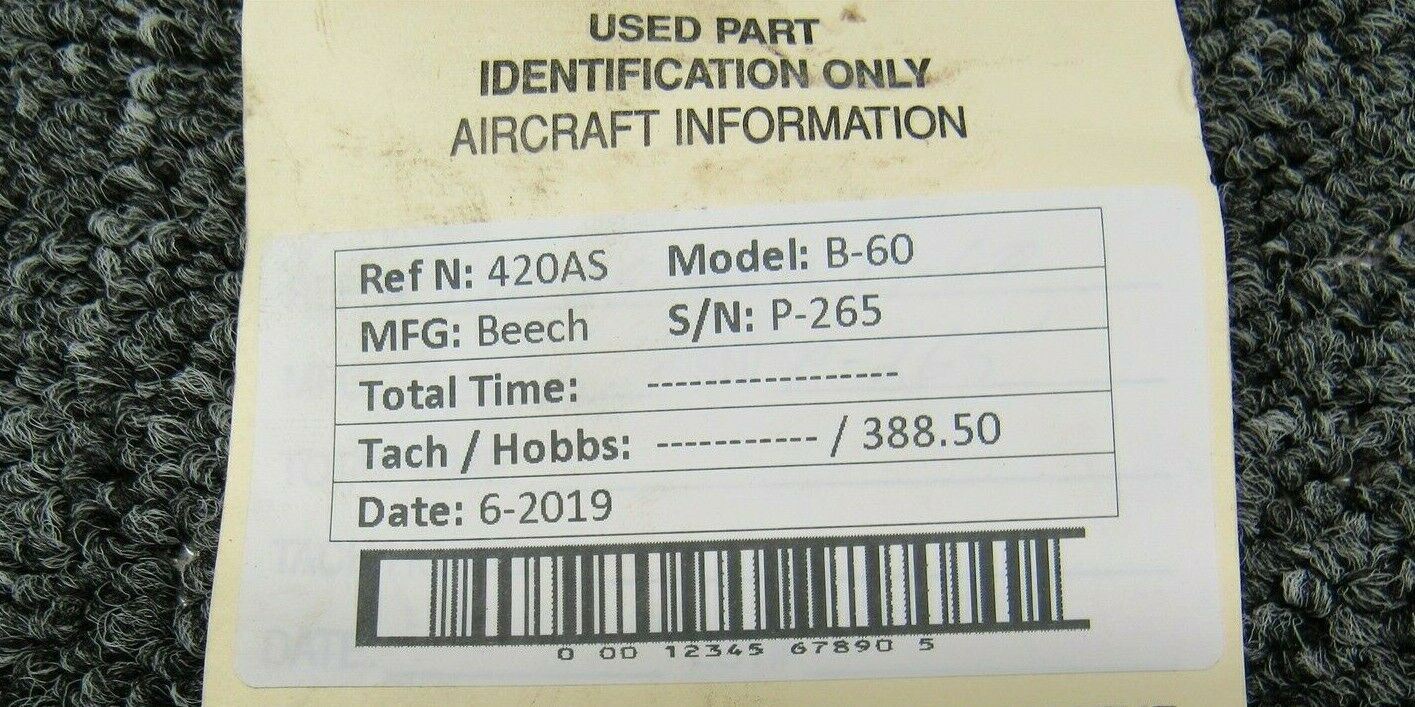 USED PART
IDENTIFICATION ONLY
AIRCRAFT INFORMATION
Ref N: 420AS Model: B-60
MFG: Beech S/N: P-265
Total Time: -----------------
Tach / Hobbs: ----------- / 388.50
Date: 6-2019
0 00 12345 67890 5